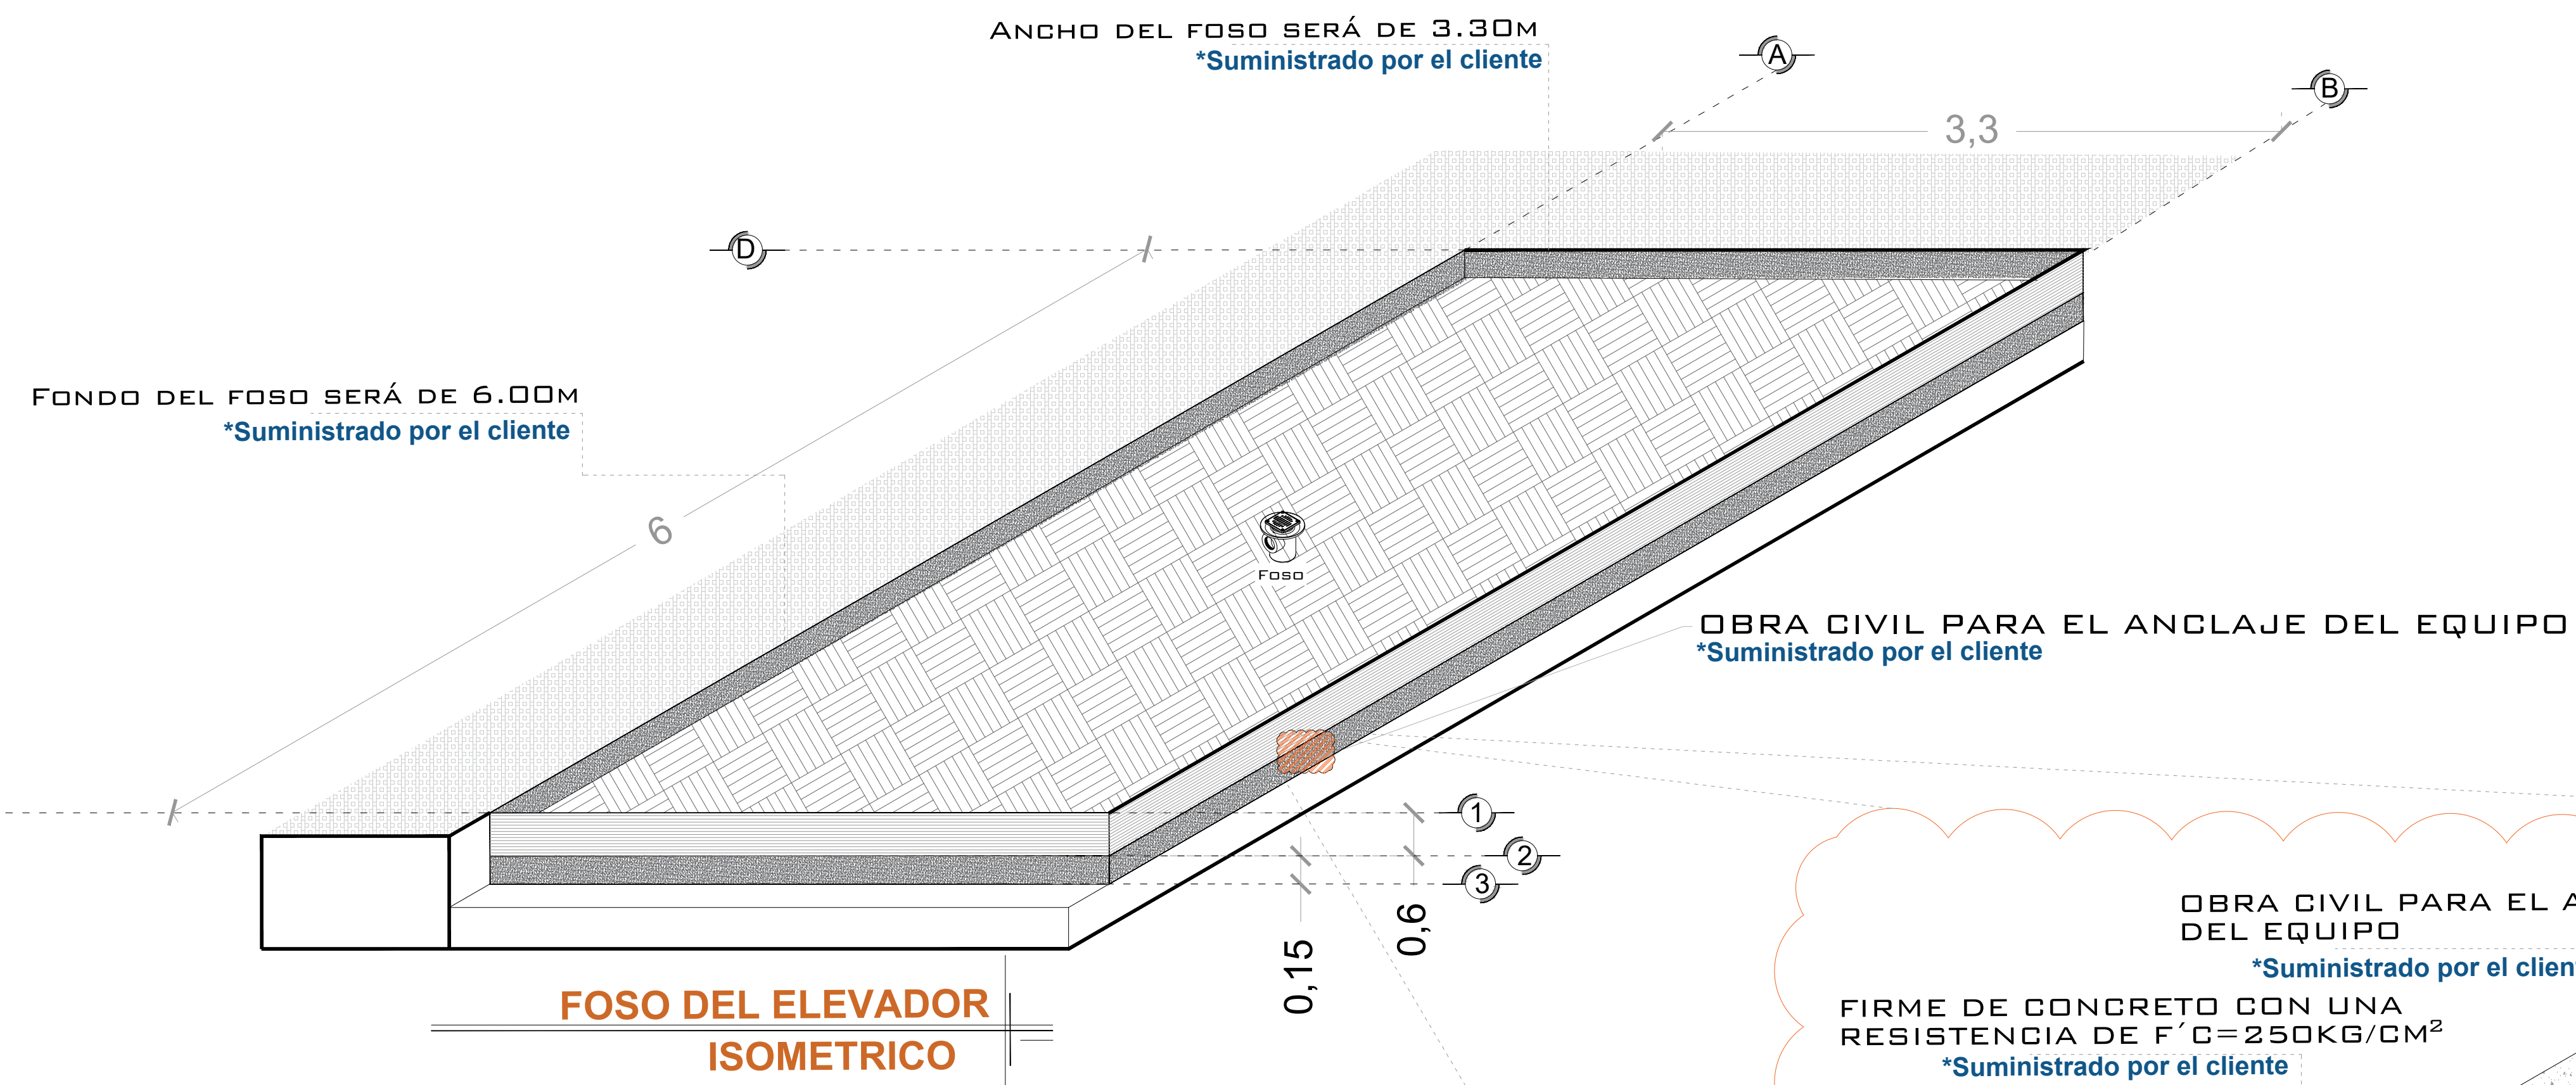 ANCHO DEL FOSO SERÁ DE 3.30M
*Suministrado por el cliente
A
B
3,3
D
FONDO DEL FOSO SERÁ DE 6.00M
*Suministrado por el cliente
6
FOSO
OBRA CIVIL PARA EL ANCLAJE DEL EQUIPO
*Suministrado por el cliente
1
2
3
0,15
0,6
FOSO DEL ELEVADOR
ISOMETRICO
OBRA CIVIL PARA EL A
DEL EQUIPO
*Suministrado por el clien
FIRME DE CONCRETO CON UNA
RESISTENCIA DE F´C=250KG/CM²
*Suministrado por el cliente